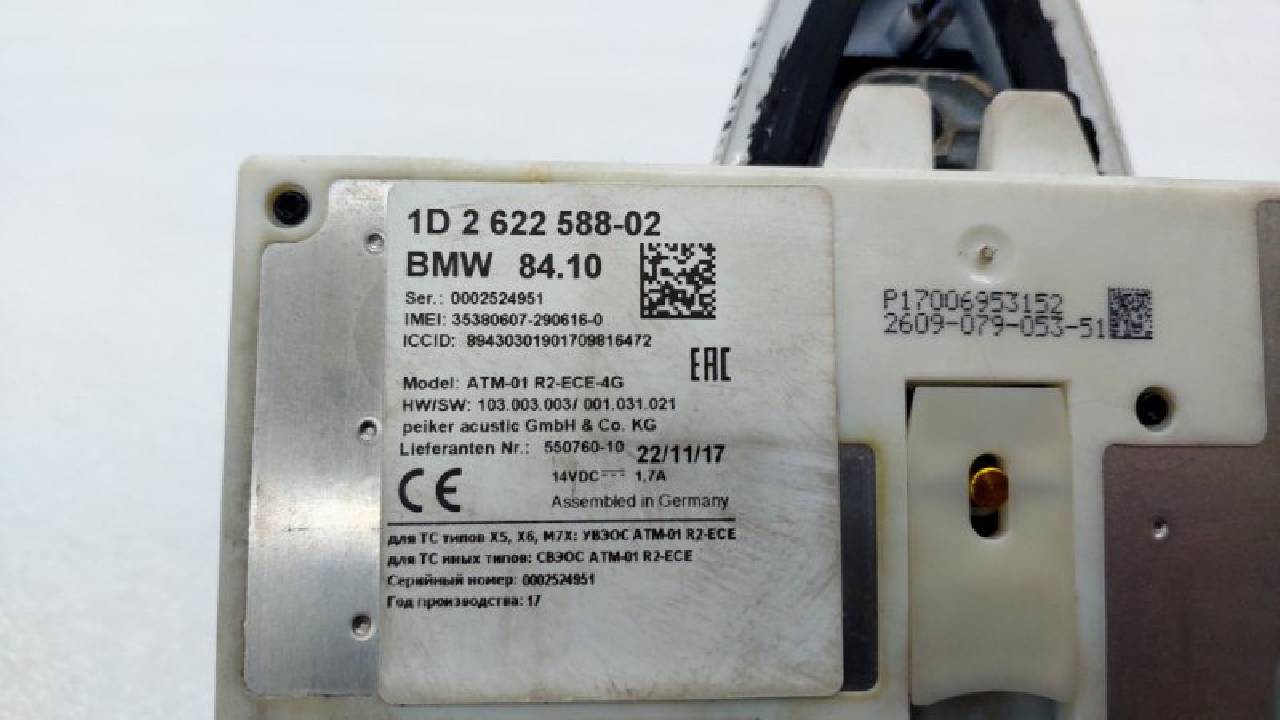 1D 2 622 588-02
BMW 84.10
Ser.: 0002524951
IMEI: 35380607-290616-0
ICCID: 89430301901709816472
EAC
Model: ATM-01 R2-ECE-4G
HW/SW: 103.003.003/ 001.031.021
peiker acustic GmbH & Co. KG
Lieferanten Nr.: 550760-10 22/11/17
14VDC 1,7A
CE
Assembled in Germany
для ТС типов X5, X6, M7X: УВЭОС ATM-01 R2-ECE
для ТС иных типов: СВЭОС ATM-01 R2-ECE
Серийный номер: 0002524951
Год производства: 17
P17006953152
2609-079-053-51